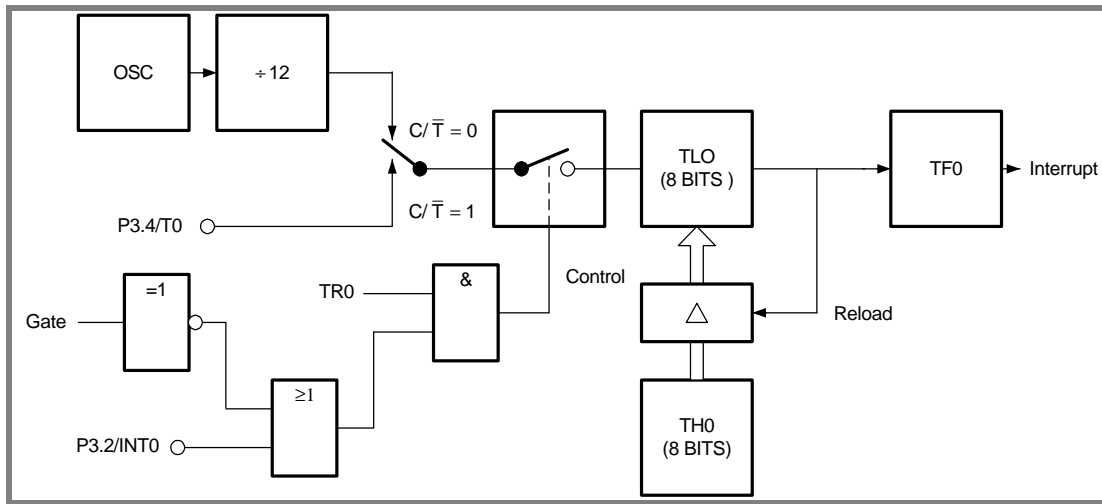 OSC
÷ 12
C/T̅ = 0
C/T̅ = 1
P3.4/T0
TLO
(8 BITS )
TF0
Interrupt
=1
Gate
TR0
&
Control
△
Reload
≥1
P3.2/INT0
TH0
(8 BITS)